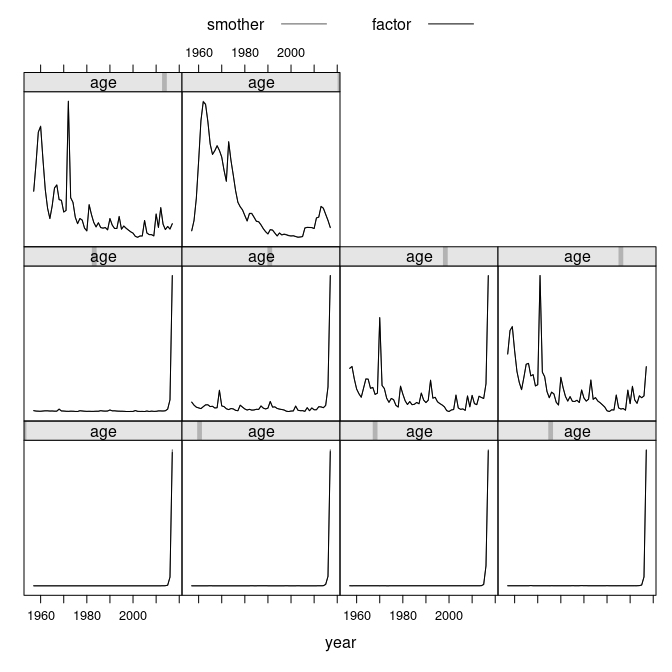 smother factor
1960 1980 2000
age age
age age age age
age age age age
1960 1980 2000 1960 1980 2000
year